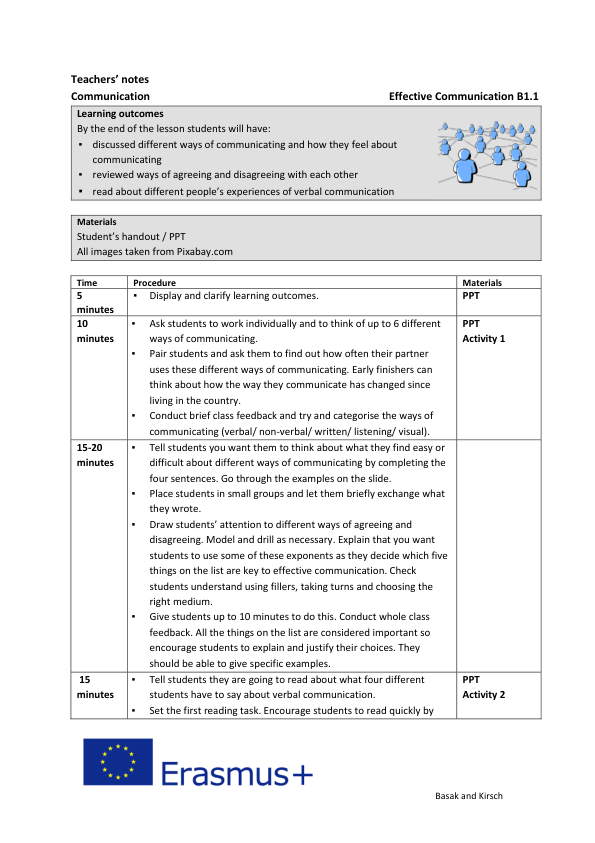 Teachers' notes
Communication Effective Communication B1.1
Learning outcomes
By the end of the lesson students will have:
▪ discussed different ways of communicating and how they feel about
communicating
▪ reviewed ways of agreeing and disagreeing with each other
▪ read about different people's experiences of verbal communication
Materials
Student's handout / PPT
All images taken from Pixabay.com
Time Procedure Materials
5 ▪ Display and clarify learning outcomes. PPT
minutes
10 ▪ Ask students to work individually and to think of up to 6 different PPT
minutes ways of communicating. Activity 1
▪ Pair students and ask them to find out how often their partner
uses these different ways of communicating. Early finishers can
think about how the way they communicate has changed since
living in the country.
▪ Conduct brief class feedback and try and categorise the ways of
communicating (verbal/ non-verbal/ written/ listening/ visual).
15-20 ▪ Tell students you want them to think about what they find easy or
minutes difficult about different ways of communicating by completing the
four sentences. Go through the examples on the slide.
▪ Place students in small groups and let them briefly exchange what
they wrote.
▪ Draw students' attention to different ways of agreeing and
disagreeing. Model and drill as necessary. Explain that you want
students to use some of these exponents as they decide which five
things on the list are key to effective communication. Check
students understand using fillers, taking turns and choosing the
right medium.
▪ Give students up to 10 minutes to do this. Conduct whole class
feedback. All the things on the list are considered important so
encourage students to explain and justify their choices. They
should be able to give specific examples.
15 ▪ Tell students they are going to read about what four different PPT
minutes students have to say about verbal communication. Activity 2
▪ Set the first reading task. Encourage students to read quickly by
Erasmus+
Basak and Kirsch